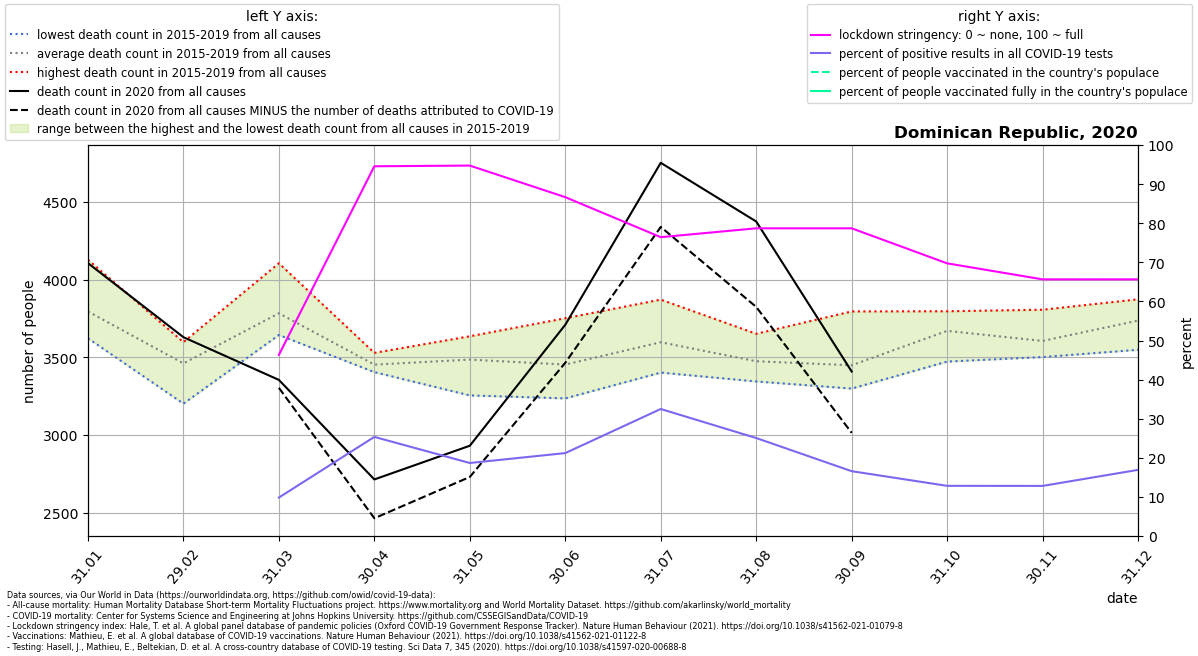 left Y axis:
lowest death count in 2015-2019 from all causes
average death count in 2015-2019 from all causes
highest death count in 2015-2019 from all causes
death count in 2020 from all causes
death count in 2020 from all causes MINUS the number of deaths attributed to COVID-19
range between the highest and the lowest death count from all causes in 2015-2019
right Y axis:
lockdown stringency: 0 ~ none, 100 ~ full
percent of positive results in all COVID-19 tests
percent of people vaccinated in the country's populace
percent of people vaccinated fully in the country's populace
Dominican Republic, 2020
number of people
4500
4000
3500
3000
2500
100
90
80
70
60
50
40
30
20
10
0
percent
31.01
29.02
31.03
30.04
31.05
30.06
31.07
31.08
30.09
31.10
30.11
31.12
date
Data sources, via Our World in Data (https://ourworldindata.org, https://github.com/owid/covid-19-data):
- All-cause mortality: Human Mortality Database Short-term Mortality Fluctuations project. https://www.mortality.org and World Mortality Dataset. https://github.com/akarlinsky/world_mortality
- COVID-19 mortality: Center for Systems Science and Engineering at Johns Hopkins University. https://github.com/CSSEGISandData/COVID-19
- Lockdown stringency index: Hale, T. et al. A global panel database of pandemic policies (Oxford COVID-19 Government Response Tracker). Nature Human Behaviour (2021). https://doi.org/10.1038/s41562-021-01079-8
- Vaccinations: Mathieu, E. et al. A global database of COVID-19 vaccinations. Nature Human Behaviour (2021). https://doi.org/10.1038/s41562-021-01122-8
- Testing: Hasell, J., Mathieu, E., Beltekian, D. et al. A cross-country database of COVID-19 testing. Sci Data 7, 345 (2020). https://doi.org/10.1038/s41597-020-00688-8